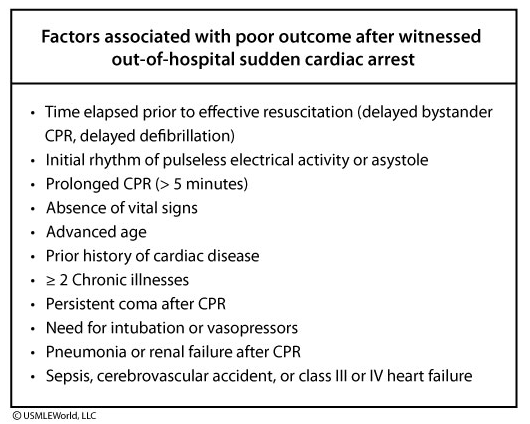 Factors associated with poor outcome after witnessed
out-of-hospital sudden cardiac arrest
• Time elapsed prior to effective resuscitation (delayed bystander
CPR, delayed defibrillation)
• Initial rhythm of pulseless electrical activity or asystole
• Prolonged CPR (> 5 minutes)
• Absence of vital signs
• Advanced age
• Prior history of cardiac disease
• ≥ 2 Chronic illnesses
• Persistent coma after CPR
• Need for intubation or vasopressors
• Pneumonia or renal failure after CPR
• Sepsis, cerebrovascular accident, or class III or IV heart failure
© USMLEWorld, LLC